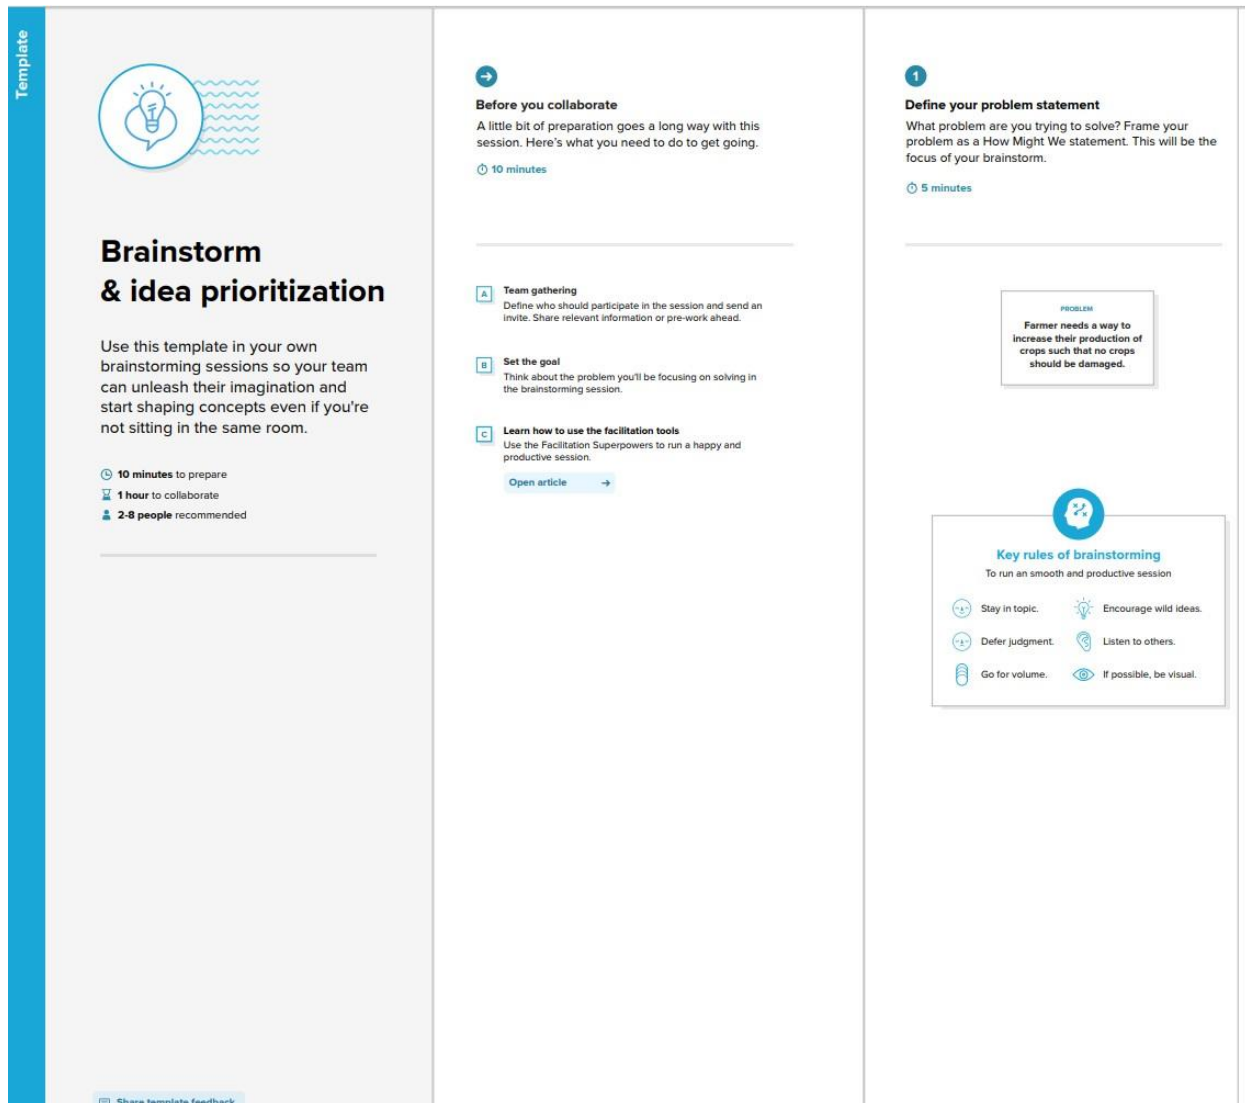 Template
Brainstorm
& idea prioritization
Use this template in your own
brainstorming sessions so your team
can unleash their imagination and
start shaping concepts even if you're
not sitting in the same room.
10 minutes to prepare
1 hour to collaborate
2-8 people recommended
Share template feedback
Before you collaborate
A little bit of preparation goes a long way with this
session. Here's what you need to do to get going.
10 minutes
A
Team gathering
Define who should participate in the session and send an
invite. Share relevant information or pre-work ahead.
B
Set the goal
Think about the problem you'll be focusing on solving in
the brainstorming session.
C
Learn how to use the facilitation tools
Use the Facilitation Superpowers to run a happy and
productive session.
Open article
1
Define your problem statement
What problem are you trying to solve? Frame your
problem as a How Might We statement. This will be the
focus of your brainstorm.
5 minutes
PROBLEM
Farmer needs a way to
increase their production of
crops such that no crops
should be damaged.
Key rules of brainstorming
To run an smooth and productive session
Stay in topic.
Encourage wild ideas.
Defer judgment.
Listen to others.
Go for volume.
If possible, be visual.